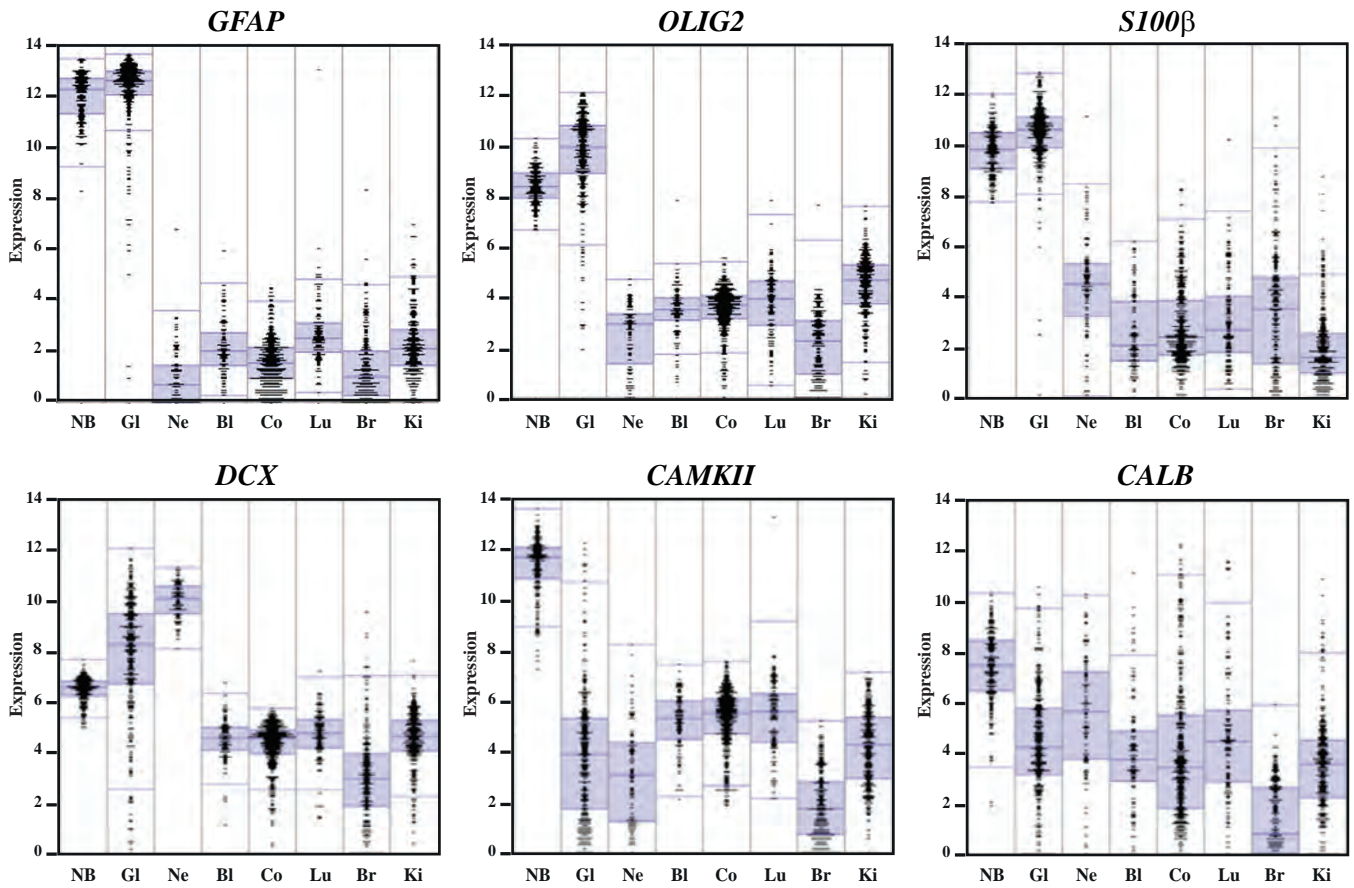 GFAP OLIG2 S100β
Expression Expression Expression
14 14 14
12 12 12
10 10 10
8 8 8
6 6 6
4 4 4
2 2 2
0 0 0
NB Gl Ne Bl Co Lu Br Ki NB Gl Ne Bl Co Lu Br Ki NB Gl Ne Bl Co Lu Br Ki
DCX CAMKII CALB
Expression Expression Expression
14 14 14
12 12 12
10 10 10
8 8 8
6 6 6
4 4 4
2 2 2
0 0 0
NB Gl Ne Bl Co Lu Br Ki NB Gl Ne Bl Co Lu Br Ki NB Gl Ne Bl Co Lu Br Ki